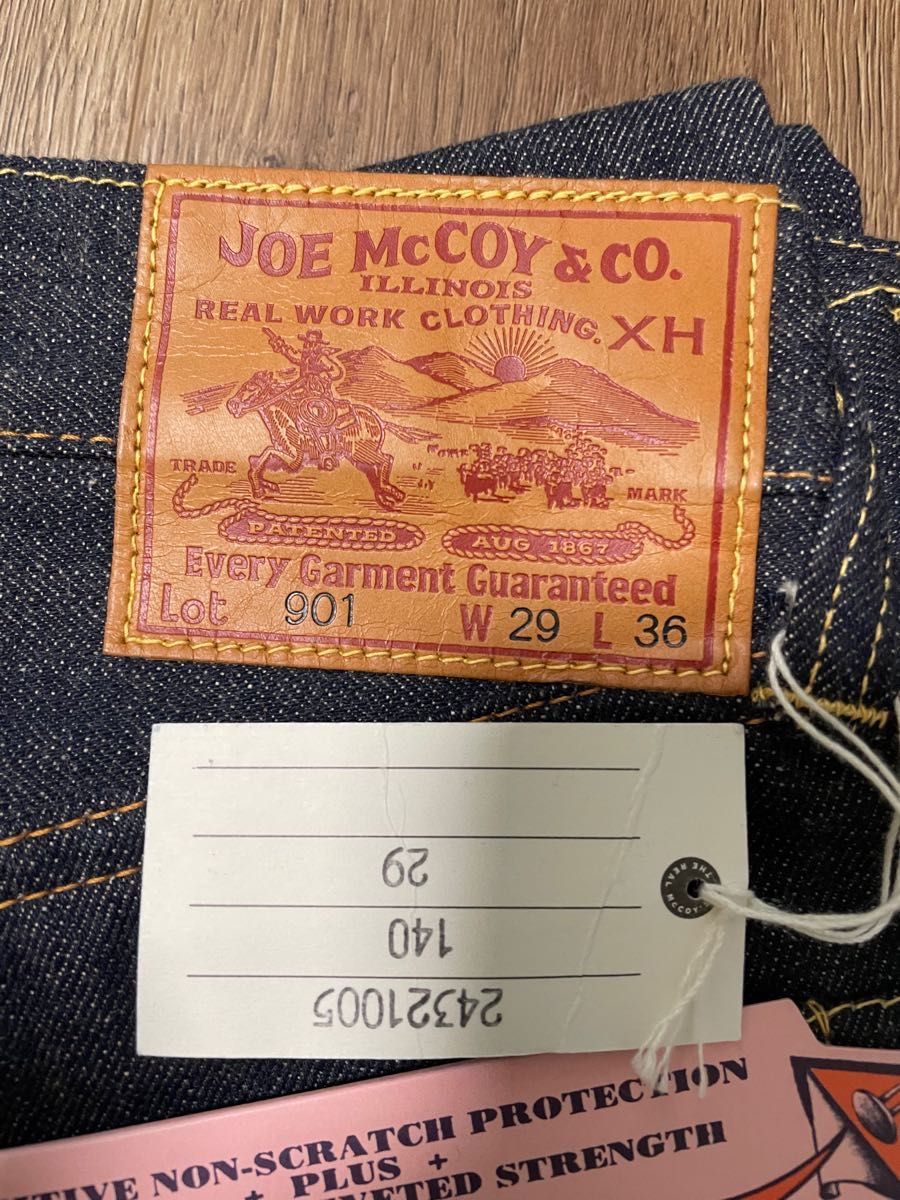 JOE McCOY & CO.
ILLINOIS
REAL WORK CLOTHING. XH
TRADE MARK
PATENTED AUG 1867
Every Garment Guaranteed
Lot 901 W 29 L 36
24321005
140
29
THE REAL McCOY'S
NON-SCRATCH PROTECTION
+ PLUS +
STRENGTH